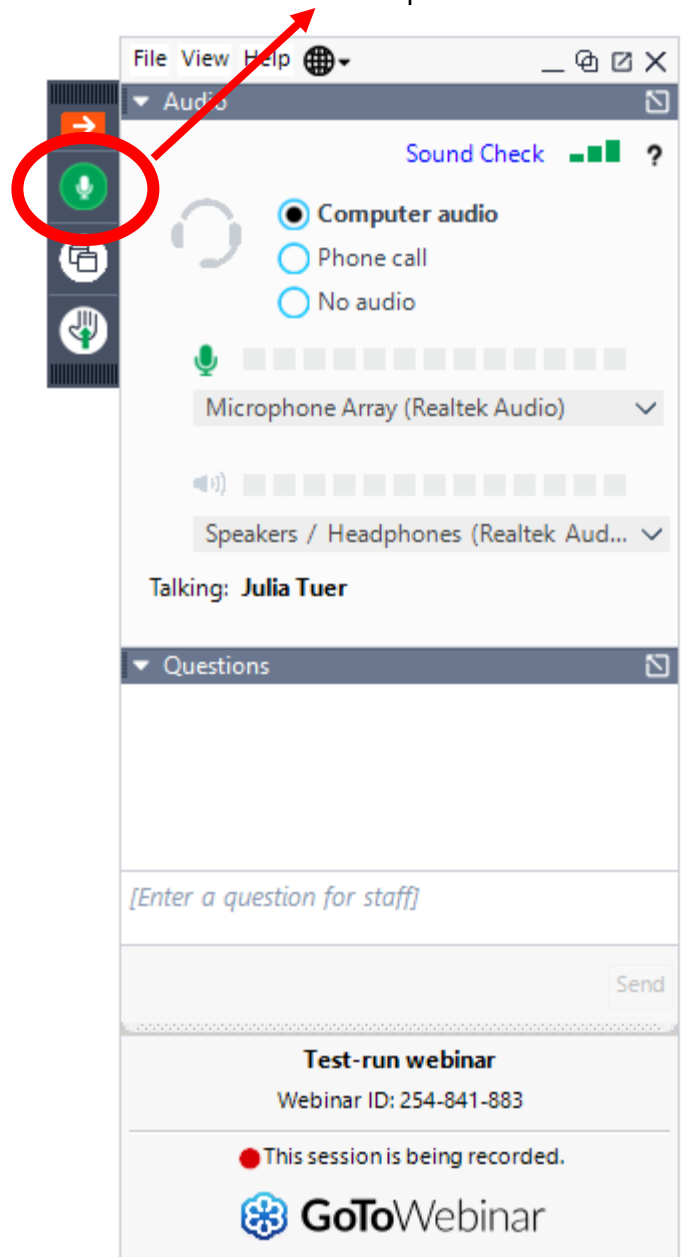 File View Help
Audio
Sound Check ?
Computer audio
Phone call
No audio
Microphone Array (Realtek Audio)
Speakers / Headphones (Realtek Aud...
Talking: Julia Tuer
Questions
[Enter a question for staff]
Send
Test-run webinar
Webinar ID: 254-841-883
This session is being recorded.
GoToWebinar